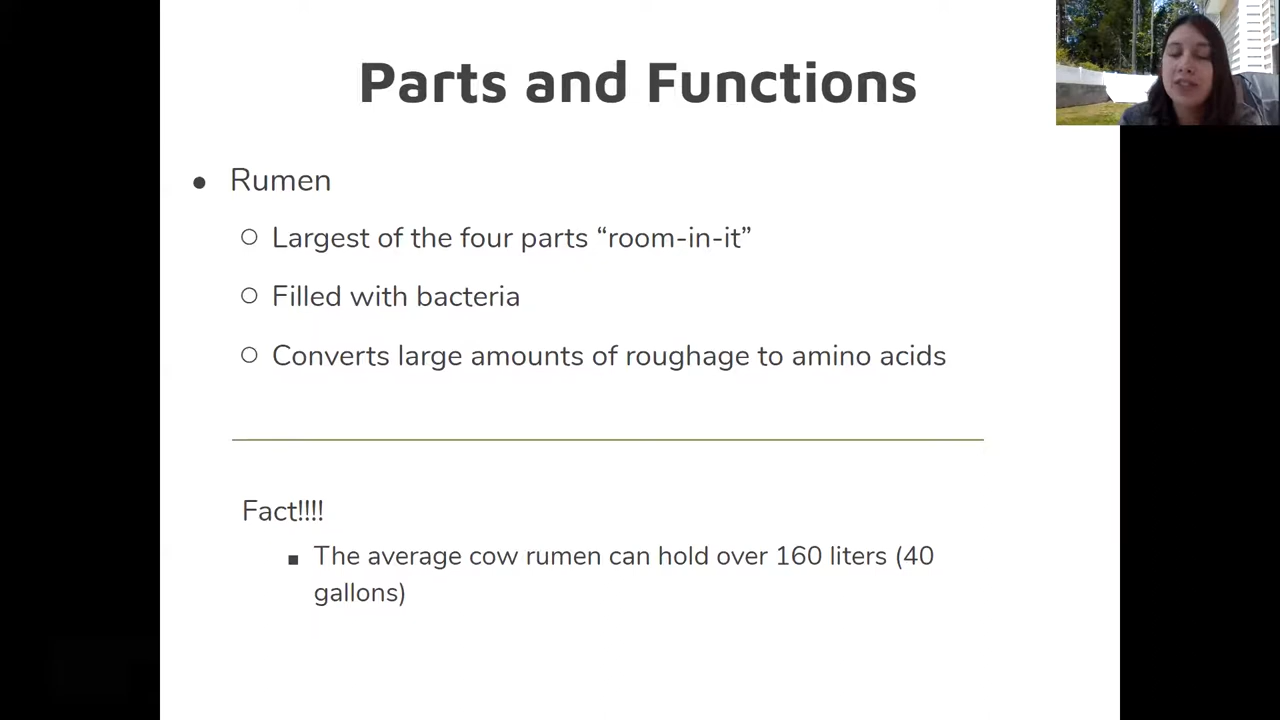 Parts and Functions
● Rumen
○ Largest of the four parts “room-in-it”
○ Filled with bacteria
○ Converts large amounts of roughage to amino acids
Fact!!!!
■ The average cow rumen can hold over 160 liters (40
gallons)